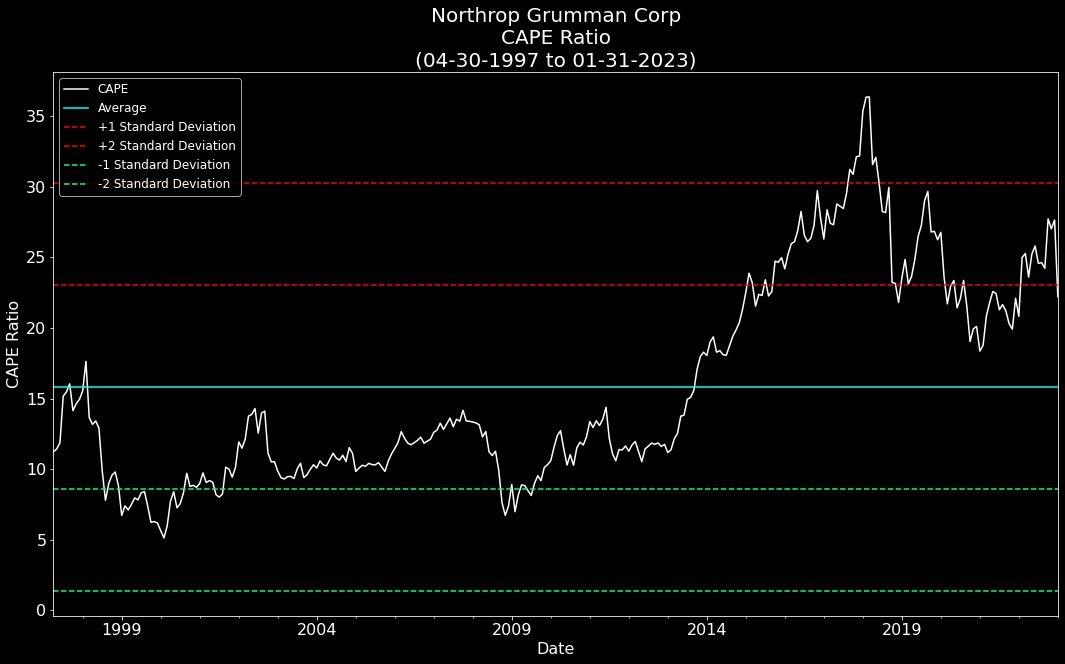 Northrop Grumman Corp
CAPE Ratio
(04-30-1997 to 01-31-2023)
CAPE
Average
+1 Standard Deviation
+2 Standard Deviation
-1 Standard Deviation
-2 Standard Deviation
35
30
25
20
15
10
5
0
CAPE Ratio
1999
2004
2009
2014
2019
Date